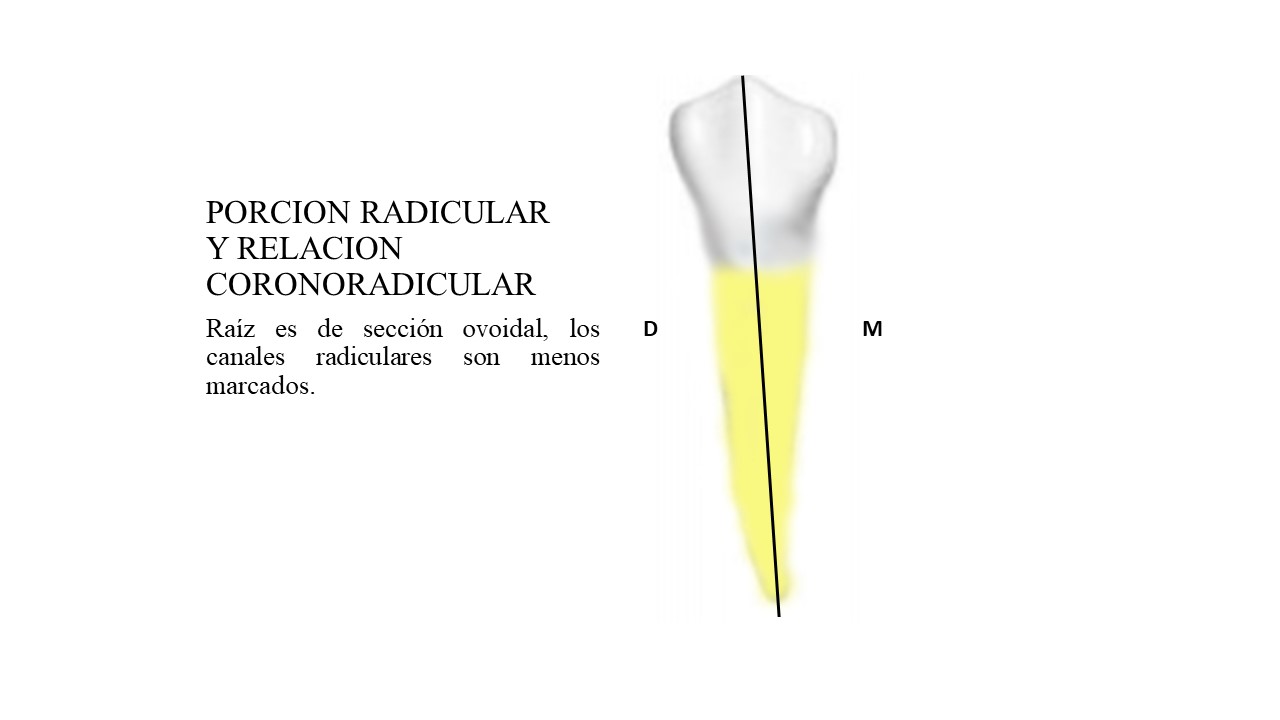 PORCION RADICULAR
Y RELACION
CORONORADICULAR
Raíz es de sección ovoidal, los
canales radiculares son menos
marcados.
D
M